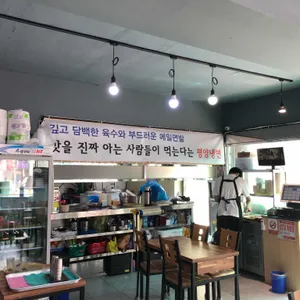 깊고 담백한 육수와 부드러운 메밀면발
맛을 진짜 아는 사람들이 먹는다는 평양냉면